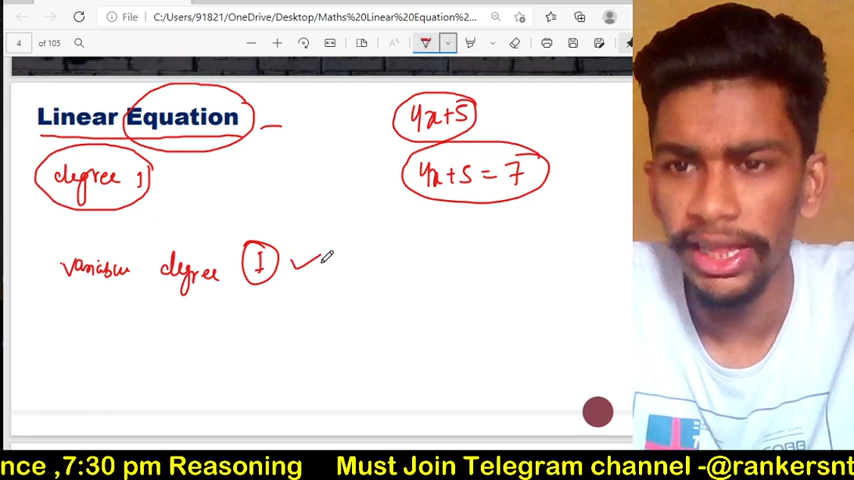 File | C:/Users/91821/OneDrive/Desktop/Maths%20Linear%20Equation%2...
4 of 105
Linear Equation -
4x+5
degree 1
4x+5 = 7
variable degree 1 ✓
nce ,7:30 pm Reasoning Must Join Telegram channel -@rankersnt